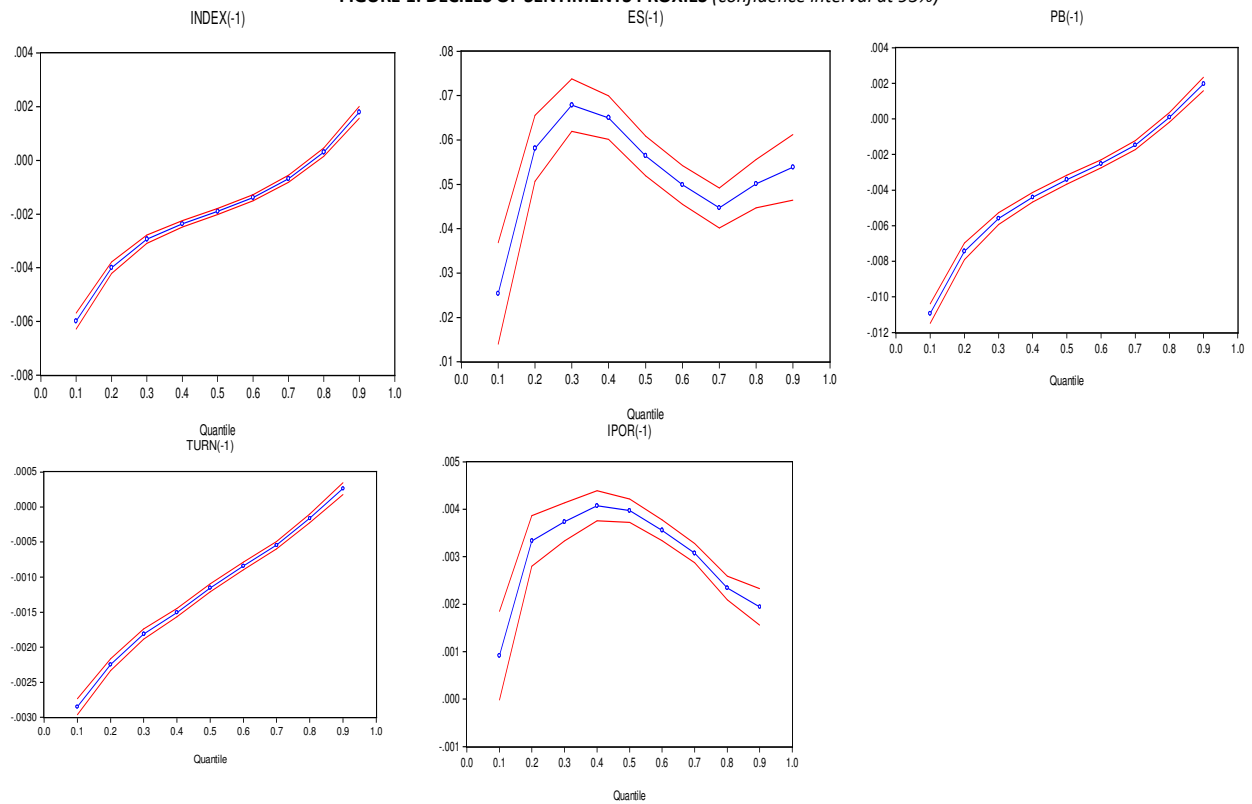 FIGURE 1: DECILES OF SENTIMENTS PROXIES (confidence interval at 95%)
INDEX(-1)
.004
.002
.000
-.002
-.004
-.006
-.008
0.0 0.1 0.2 0.3 0.4 0.5 0.6 0.7 0.8 0.9 1.0
Quantile
ES(-1)
.08
.07
.06
.05
.04
.03
.02
.01
0.0 0.1 0.2 0.3 0.4 0.5 0.6 0.7 0.8 0.9 1.0
Quantile
PB(-1)
.004
.002
.000
-.002
-.004
-.006
-.008
-.010
-.012
0.0 0.1 0.2 0.3 0.4 0.5 0.6 0.7 0.8 0.9 1.0
Quantile
TURN(-1)
.0005
.0000
-.0005
-.0010
-.0015
-.0020
-.0025
-.0030
0.0 0.1 0.2 0.3 0.4 0.5 0.6 0.7 0.8 0.9 1.0
Quantile
IPOR(-1)
.005
.004
.003
.002
.001
.000
-.001
0.0 0.1 0.2 0.3 0.4 0.5 0.6 0.7 0.8 0.9 1.0
Quantile